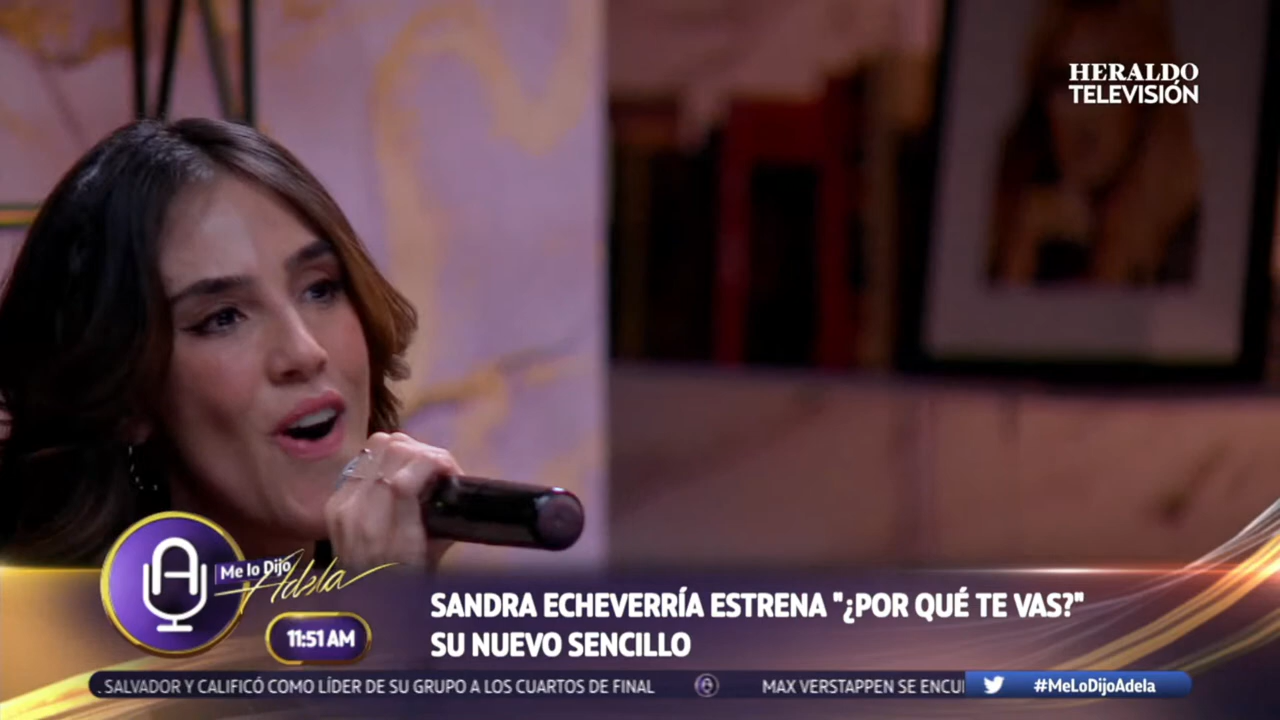 HERALDO
TELEVISIÓN
Me lo Dijo
Adela
SANDRA ECHEVERRÍA ESTRENA "¿POR QUÉ TE VAS?"
SU NUEVO SENCILLO
11:51 AM
. SALVADOR Y CALIFICÓ COMO LÍDER DE SU GRUPO A LOS CUARTOS DE FINAL
MAX VERSTAPPEN SE ENCU
#MeLoDijoAdela